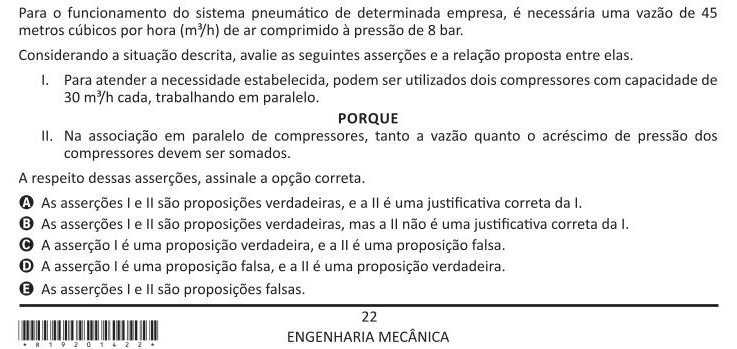 Para o funcionamento do sistema pneumático de determinada empresa, é necessária uma vazão de 45
metros cúbicos por hora (m³/h) de ar comprimido à pressão de 8 bar.
Considerando a situação descrita, avalie as seguintes asserções e a relação proposta entre elas.
I. Para atender a necessidade estabelecida, podem ser utilizados dois compressores com capacidade de
30 m³/h cada, trabalhando em paralelo.
PORQUE
II. Na associação em paralelo de compressores, tanto a vazão quanto o acréscimo de pressão dos
compressores devem ser somados.
A respeito dessas asserções, assinale a opção correta.
A As asserções I e II são proposições verdadeiras, e a II é uma justificativa correta da I.
B As asserções I e II são proposições verdadeiras, mas a II não é uma justificativa correta da I.
C A asserção I é uma proposição verdadeira, e a II é uma proposição falsa.
D A asserção I é uma proposição falsa, e a II é uma proposição verdadeira.
E As asserções I e II são proposições falsas.
22
ENGENHARIA MECÂNICA
* R 1 9 2 0 1 4 2 2 *